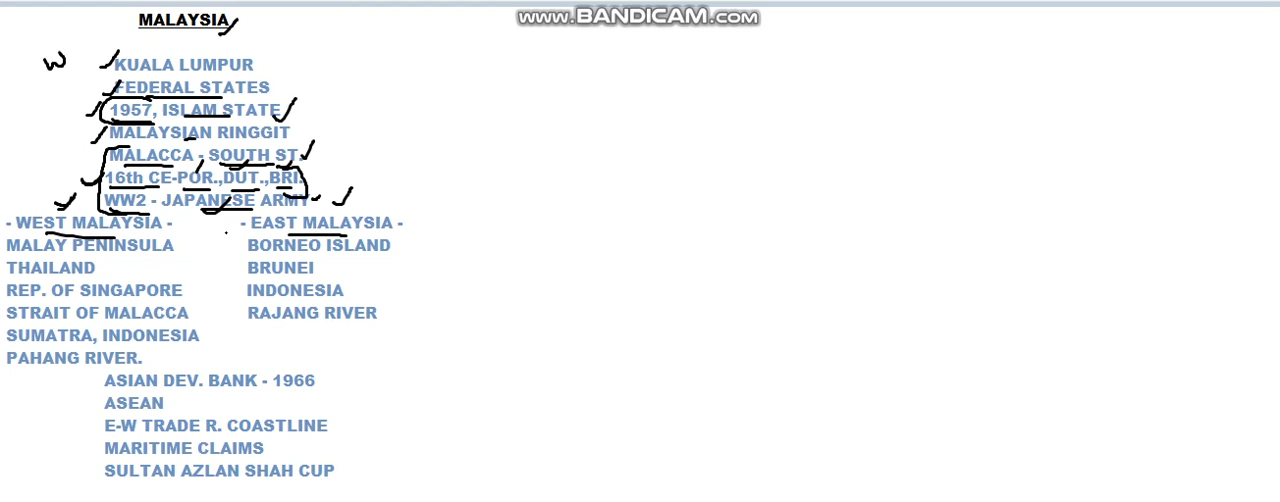 www.BANDICAM.com
MALAYSIA
W
KUALA LUMPUR
FEDERAL STATES
1957, ISLAM STATE
MALAYSIAN RINGGIT
MALACCA - SOUTH ST.
16th CE-POR.,DUT.,BRI.
WW2 - JAPANESE ARMY
- WEST MALAYSIA - - EAST MALAYSIA -
MALAY PENINSULA BORNEO ISLAND
THAILAND BRUNEI
REP. OF SINGAPORE INDONESIA
STRAIT OF MALACCA RAJANG RIVER
SUMATRA, INDONESIA
PAHANG RIVER.
ASIAN DEV. BANK - 1966
ASEAN
E-W TRADE R. COASTLINE
MARITIME CLAIMS
SULTAN AZLAN SHAH CUP